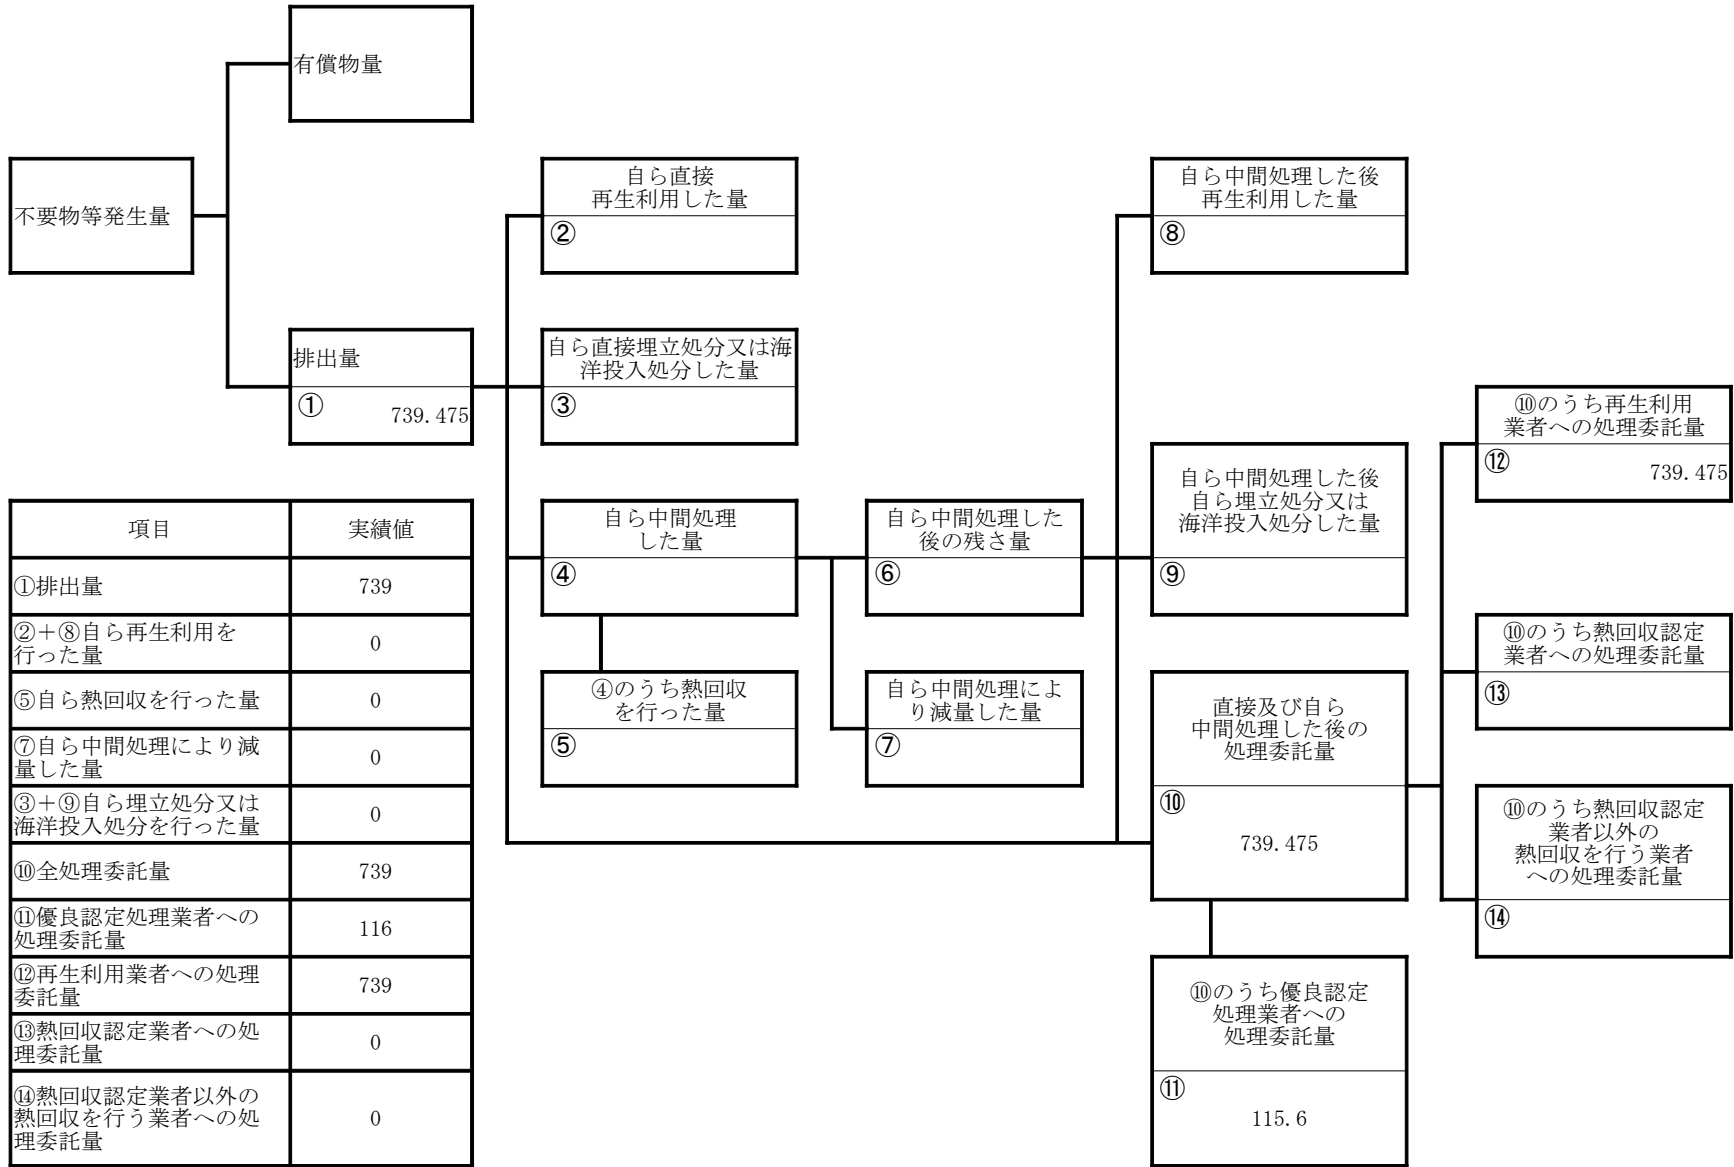 有償物量
不要物等発生量
自ら直接
再生利用した量
②
自ら中間処理した後
再生利用した量
⑧
排出量
① 739.475
自ら直接埋立処分又は海
洋投入処分した量
③
⑩のうち再生利用
業者への処理委託量
⑫ 739.475
自ら中間処理した後
自ら埋立処分又は
海洋投入処分した量
⑨
自ら中間処理
した量
④
自ら中間処理した
後の残さ量
⑥
④のうち熱回収
を行った量
⑤
自ら中間処理によ
り減量した量
⑦
直接及び自ら
中間処理した後の
処理委託量
⑩
739.475
⑩のうち熱回収認定
業者への処理委託量
⑬
⑩のうち熱回収認定
業者以外の
熱回収を行う業者
への処理委託量
⑭
⑩のうち優良認定
処理業者への
処理委託量
⑪
115.6
項目 実績値
①排出量 739
②+⑧自ら再生利用を
行った量 0
⑤自ら熱回収を行った量 0
⑦自ら中間処理により減
量した量 0
③+⑨自ら埋立処分又は
海洋投入処分を行った量 0
⑩全処理委託量 739
⑪優良認定処理業者への
処理委託量 116
⑫再生利用業者への処理
委託量 739
⑬熱回収認定業者への処
理委託量 0
⑭熱回収認定業者以外の
熱回収を行う業者への処
理委託量 0